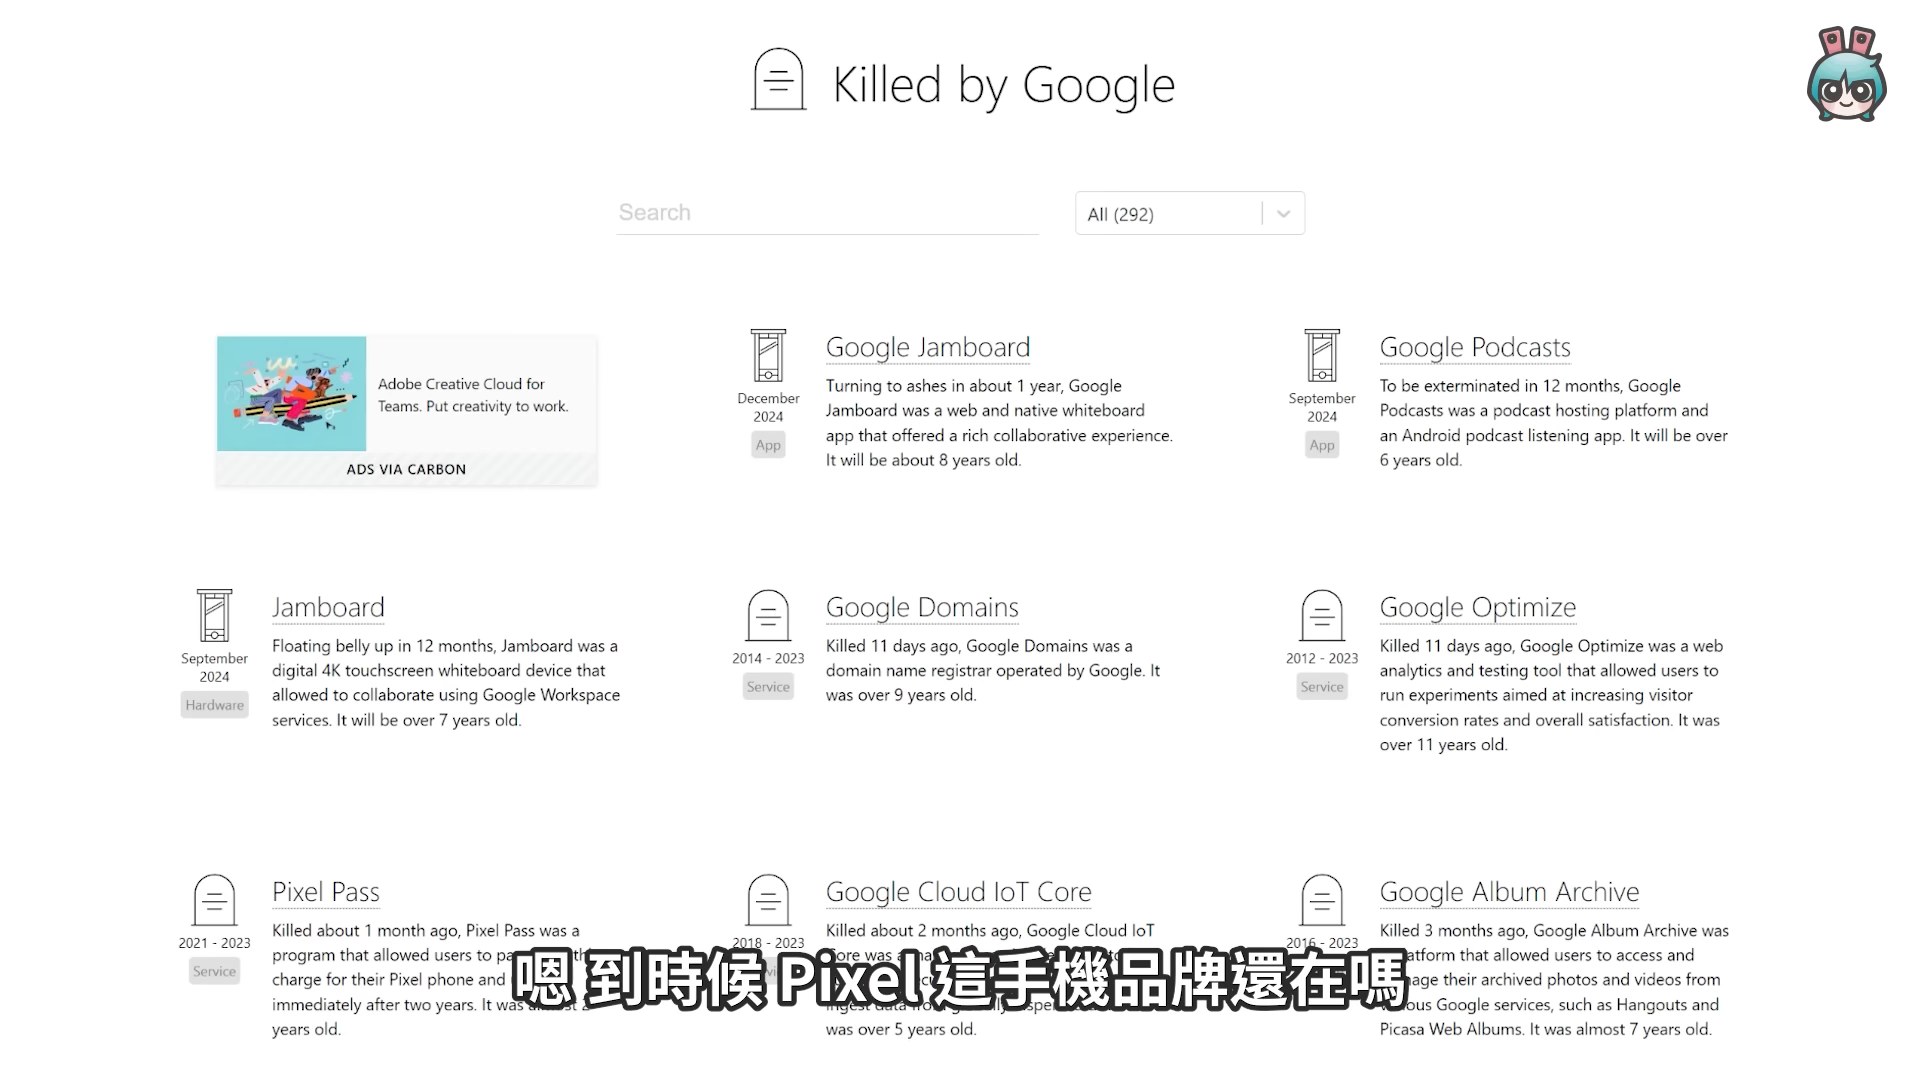 Killed by Google
Search
All (292)
Adobe Creative Cloud for
Teams. Put creativity to work.
ADS VIA CARBON
December
2024
App
Google Jamboard
Turning to ashes in about 1 year, Google
Jamboard was a web and native whiteboard
app that offered a rich collaborative experience.
It will be about 8 years old.
September
2024
App
Google Podcasts
To be exterminated in 12 months, Google
Podcasts was a podcast hosting platform and
an Android podcast listening app. It will be over
6 years old.
September
2024
Hardware
Jamboard
Floating belly up in 12 months, Jamboard was a
digital 4K touchscreen whiteboard device that
allowed to collaborate using Google Workspace
services. It will be over 7 years old.
2014 - 2023
Service
Google Domains
Killed 11 days ago, Google Domains was a
domain name registrar operated by Google. It
was over 9 years old.
2012 - 2023
Service
Google Optimize
Killed 11 days ago, Google Optimize was a web
analytics and testing tool that allowed users to
run experiments aimed at increasing visitor
conversion rates and overall satisfaction. It was
over 11 years old.
2021 - 2023
Service
Pixel Pass
Killed about 1 month ago, Pixel Pass was a
program that allowed users to
charge for their Pixel phone and
immediately after two years. It was
years old.
2018 - 2023
Google Cloud IoT Core
Killed about 2 months ago, Google Cloud IoT
was
was over 5 years old.
2016 - 2023
Google Album Archive
Killed 3 months ago, Google Album Archive was
that allowed users to access and
their archived photos and videos from
Google services, such as Hangouts and
Picasa Web Albums. It was almost 7 years old.
嗯 到時候 Pixel 這手機品牌還在嗎